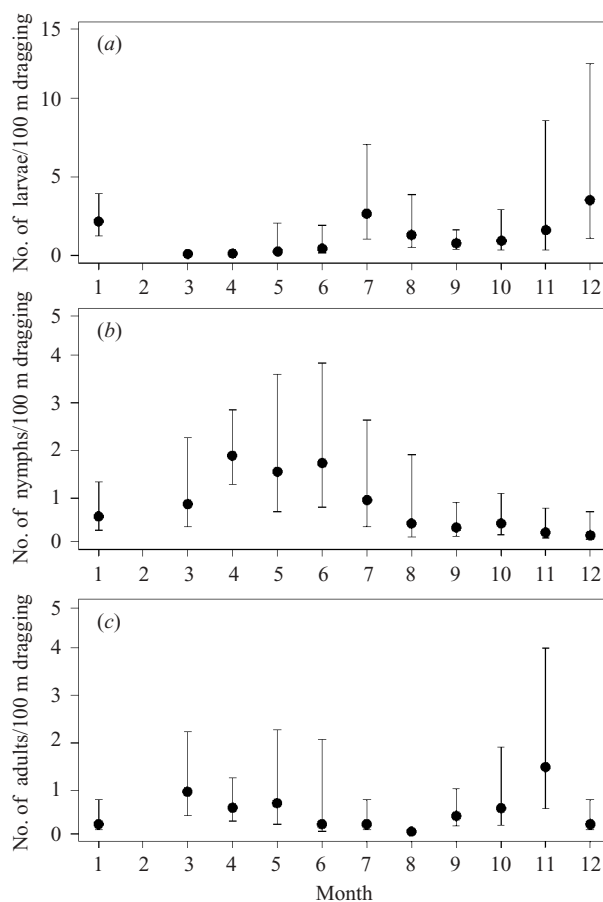 No. of larvae/100 m dragging
(a)
15
10
5
0
1 2 3 4 5 6 7 8 9 10 11 12
No. of nymphs/100 m dragging
(b)
5
4
3
2
1
0
1 2 3 4 5 6 7 8 9 10 11 12
No. of adults/100 m dragging
(c)
5
4
3
2
1
0
1 2 3 4 5 6 7 8 9 10 11 12
Month